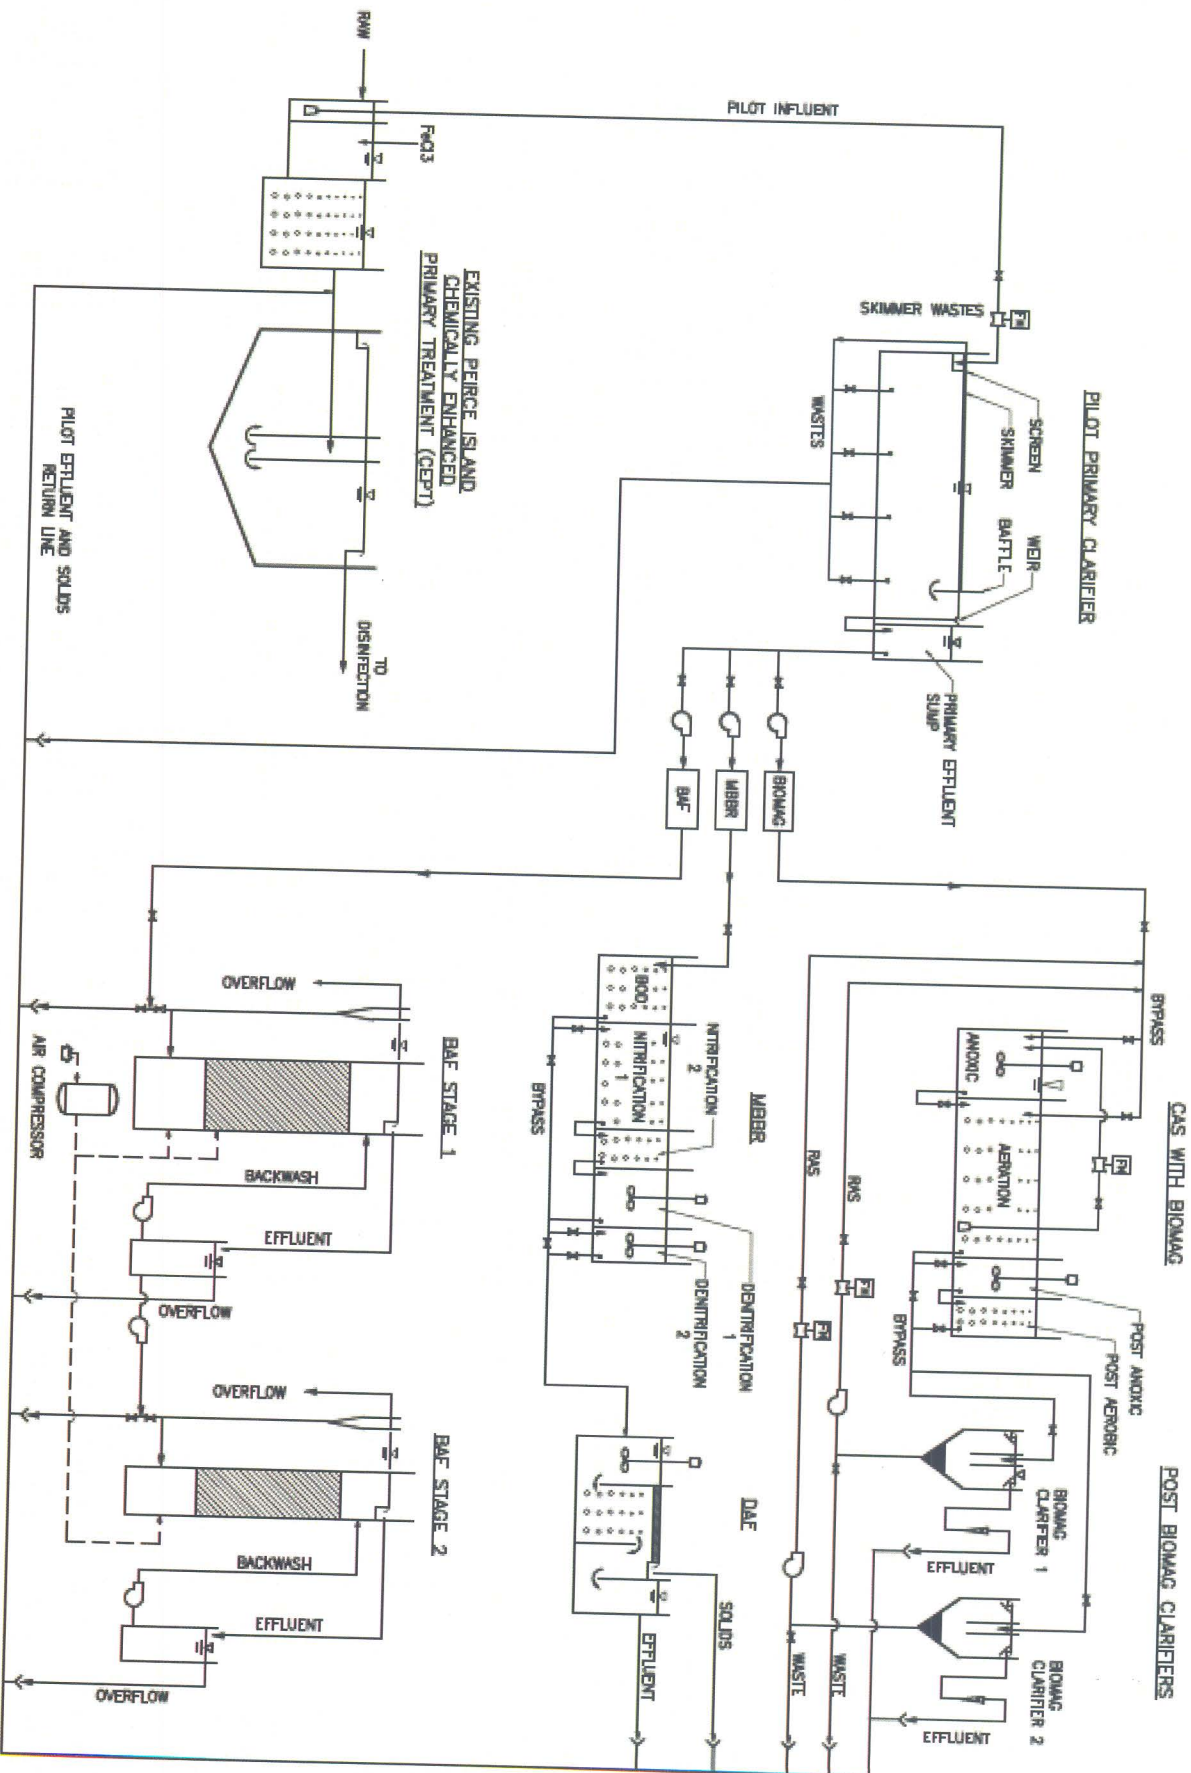 RAW
FeCl3
PILOT INFLUENT
EXISTING PEIRCE ISLAND
CHEMICALLY ENHANCED
PRIMARY TREATMENT (CEPT)
TO
DISINFECTION
PILOT EFFLUENT AND SOLIDS
RETURN LINE
PILOT PRIMARY CLARIFIER
SKIMMER WASTES
FM
SCREEN
SKIMMER
WEIR
BAFFLE
WASTES
PRIMARY EFFLUENT
SUMP
BIOMAG
MBBR
BAF
CAS WITH BIOMAG
BYPASS
ANOXIC
AERATION
FM
POST ANOXIC
POST AEROBIC
BYPASS
RAS
RAS
FM
FM
POST BIOMAG CLARIFIERS
BIOMAG
CLARIFIER 1
EFFLUENT
BIOMAG
CLARIFIER 2
EFFLUENT
WASTE
WASTE
MBBR
BOD
NITRIFICATION
1
NITRIFICATION
2
DENITRIFICATION
1
DENITRIFICATION
2
BYPASS
DAF
SOLIDS
EFFLUENT
BAF STAGE 1
OVERFLOW
BACKWASH
EFFLUENT
OVERFLOW
AIR COMPRESSOR
BAF STAGE 2
OVERFLOW
BACKWASH
EFFLUENT
OVERFLOW